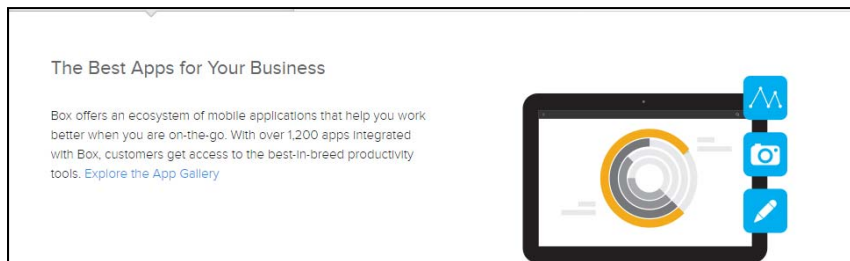 The Best Apps for Your Business
Box offers an ecosystem of mobile applications that help you work
better when you are on-the-go. With over 1,200 apps integrated
with Box, customers get access to the best-in-breed productivity
tools. Explore the App Gallery